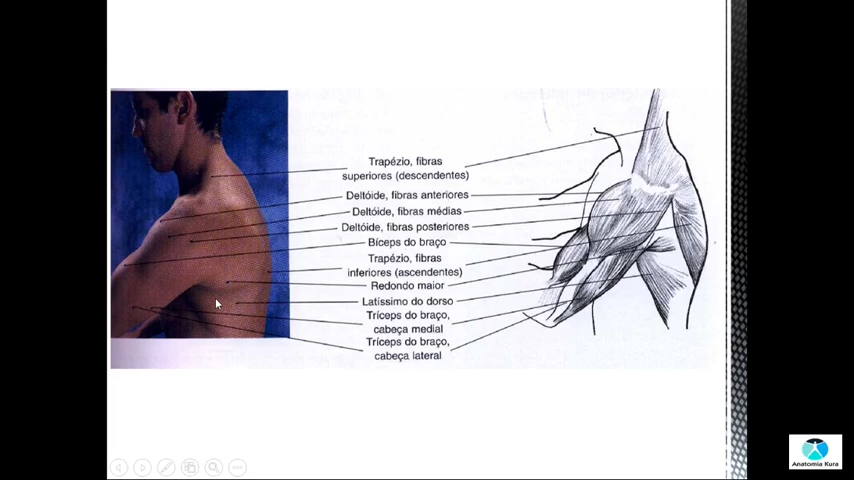 Trapézio, fibras
superiores (descendentes)
Deltóide, fibras anteriores
Deltóide, fibras médias
Deltóide, fibras posteriores
Bíceps do braço
Trapézio, fibras
inferiores (ascendentes)
Redondo maior
Latíssimo do dorso
Tríceps do braço,
cabeça medial
Tríceps do braço,
cabeça lateral
Anatomia Kura